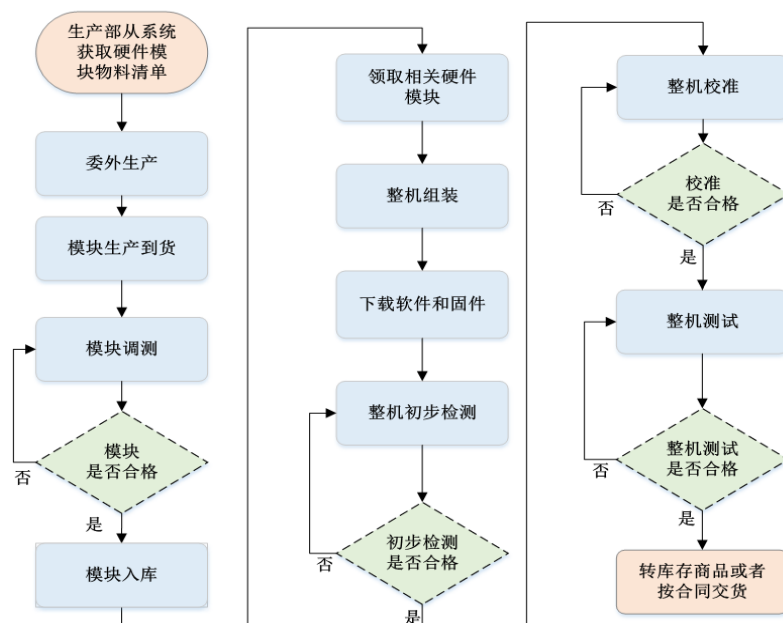 生产部从系统
获取硬件模
块物料清单
委外生产
模块生产到货
模块调测
模块
是否合格
否
是
模块入库
领取相关硬件
模块
整机组装
下载软件和固件
整机初步检测
初步检测
是否合格
否
是
整机校准
校准
是否合格
否
是
整机测试
整机测试
是否合格
否
是
转库存商品或者
按合同交货